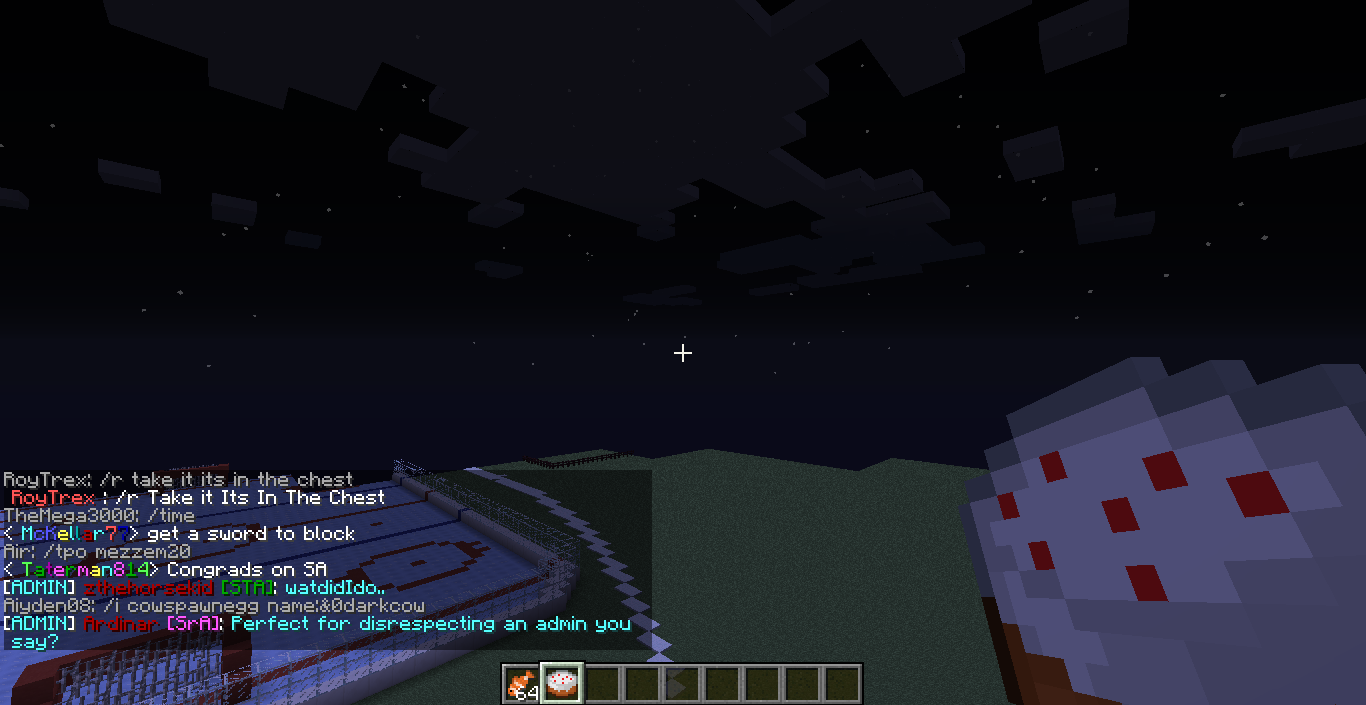 RoyTrex: /r take it its in the chest
RoyTrex : /r Take it Its In The Chest
TheMega3000: /time
< McKellar77> get a sword to block
Air: /tpo mezzem20
< Taterman814> Congrads on SA
[ADMIN] zthehorsekid [STA]: watdidIdo..
Aiyden08: /i cowspawnegg name:&0darkcow
[ADMIN] Ardinar [SrA]: Perfect for disrespecting an admin you
say?
64